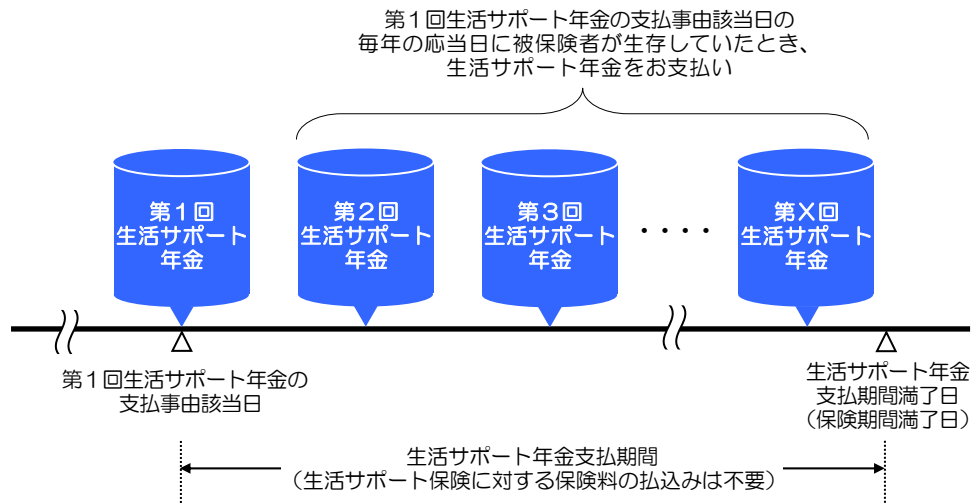 第１回生活サポート年金の支払事由該当日の
毎年の応当日に被保険者が生存していたとき、
生活サポート年金をお支払い
第１回
生活サポート
年金
第２回
生活サポート
年金
第３回
生活サポート
年金
・・・・
第Ｘ回
生活サポート
年金
第１回生活サポート年金の
支払事由該当日
生活サポート年金
支払期間満了日
（保険期間満了日）
生活サポート年金支払期間
（生活サポート保険に対する保険料の払込みは不要）